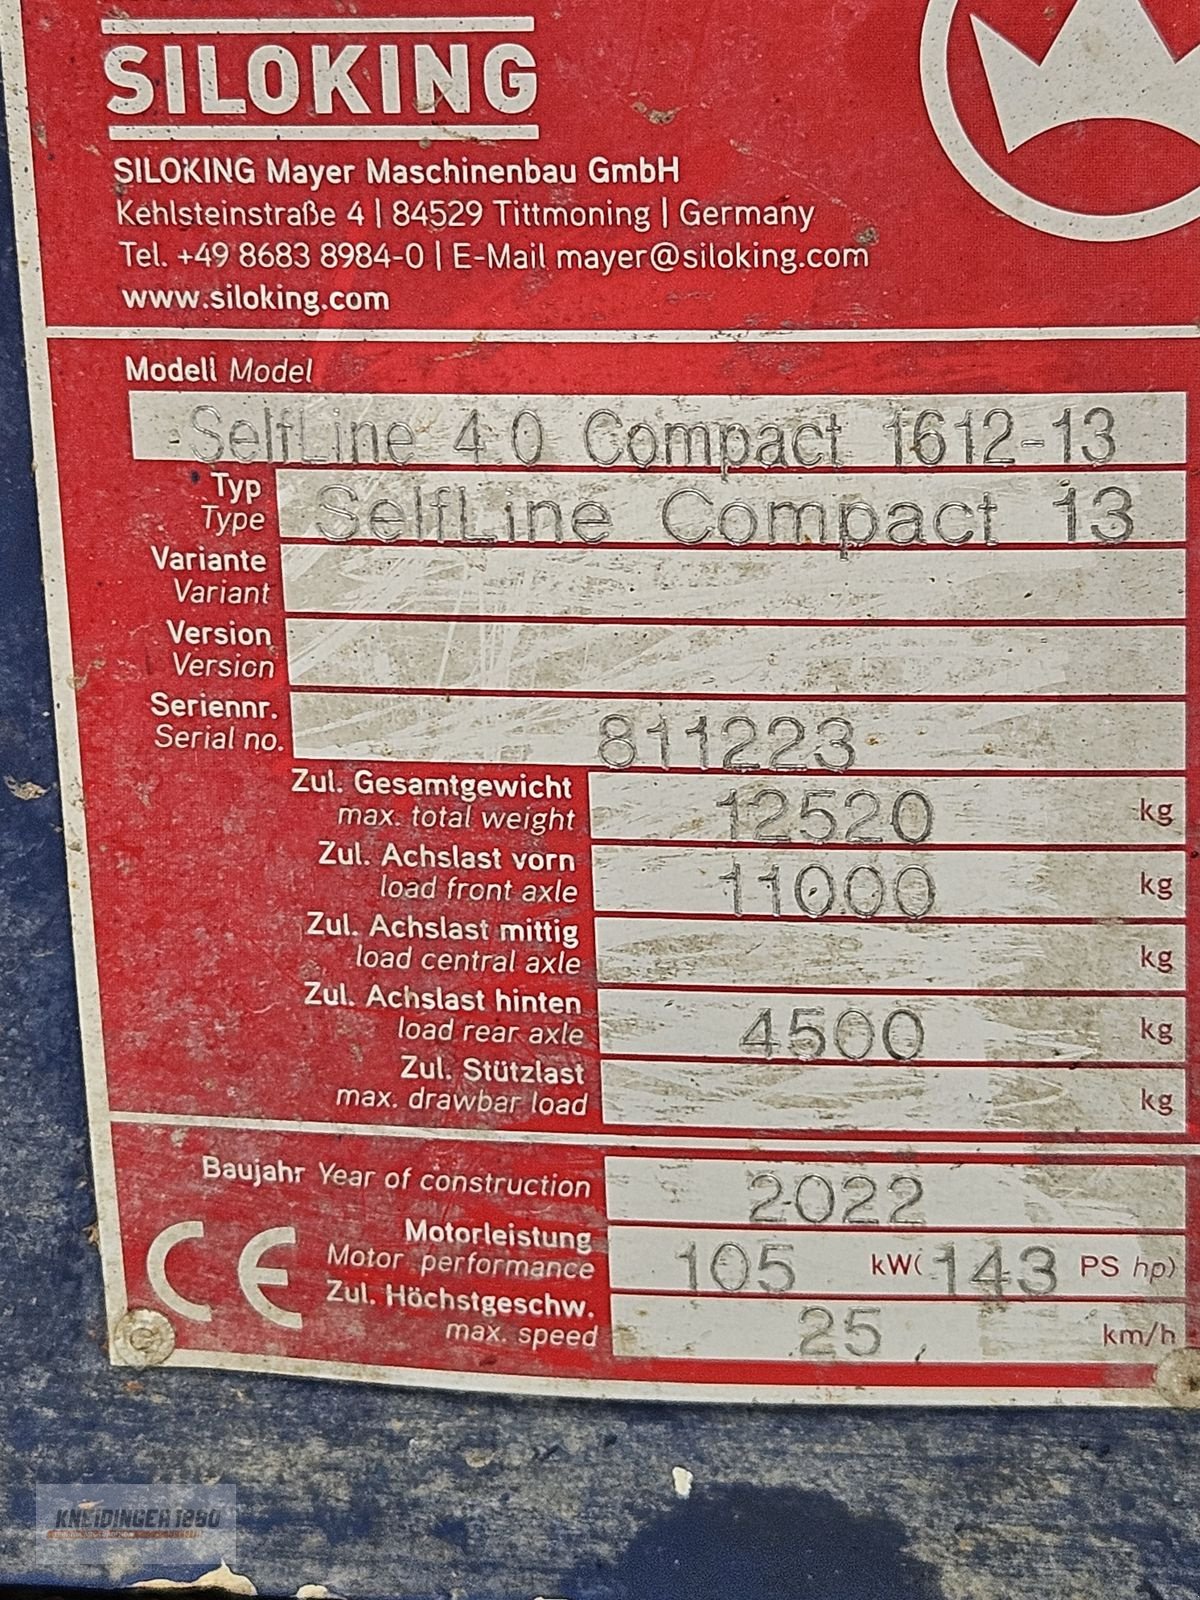 SILOKING
SILOKING Mayer Maschinenbau GmbH
Kehlsteinstraße 4 | 84529 Tittmoning | Germany
Tel. +49 8683 8984-0 | E-Mail mayer@siloking.com
www.siloking.com
Modell Model
SelfLine 4.0 Compact 1612-13
Typ
Type
SelfLine Compact 13
Variante
Variant
Version
Version
Seriennr.
Serial no.
811223
Zul. Gesamtgewicht
max. total weight
12520 kg
Zul. Achslast vorn
load front axle
11000 kg
Zul. Achslast mittig
load central axle
kg
Zul. Achslast hinten
load rear axle
4500 kg
Zul. Stützlast
max. drawbar load
kg
Baujahr Year of construction
2022
Motorleistung
Motor performance
105 kW( 143 PS hp)
Zul. Höchstgeschw.
max. speed
25 km/h
CE
KNEIDINGER 1890